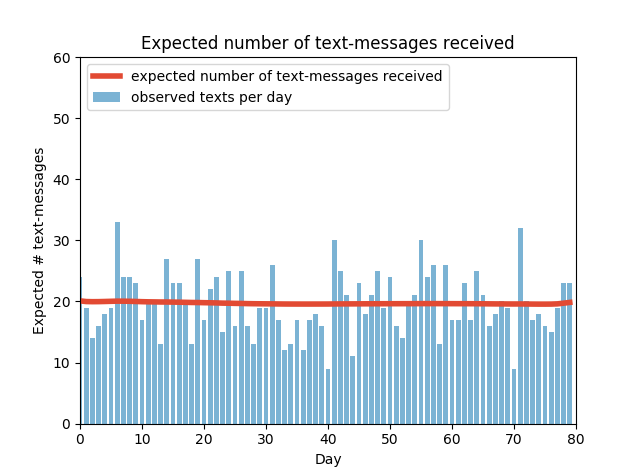 Expected number of text-messages received
expected number of text-messages received
observed texts per day
60
50
40
30
20
10
0
Expected # text-messages
0 10 20 30 40 50 60 70 80
Day